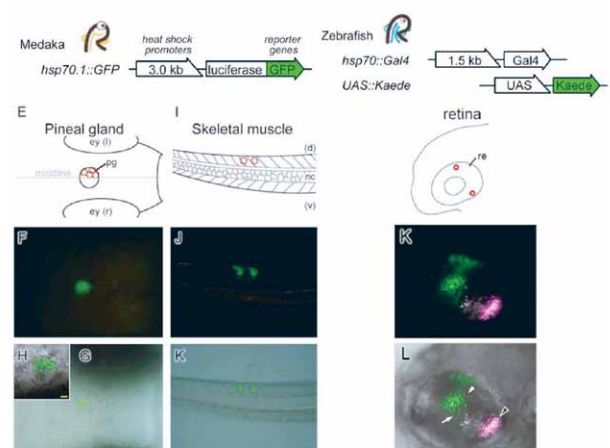 Medaka
heat shock promoters
reporter genes
hsp70.1::GFP
3.0 kb
luciferase
GFP
Zebrafish
hsp70::Gal4
1.5 kb
Gal4
UAS::Kaede
UAS
Kaede
E
Pineal gland
ey (l)
pg
midline
ey (r)
I
Skeletal muscle
(d)
nc
(v)
retina
re
F
J
K
H
G
K
L